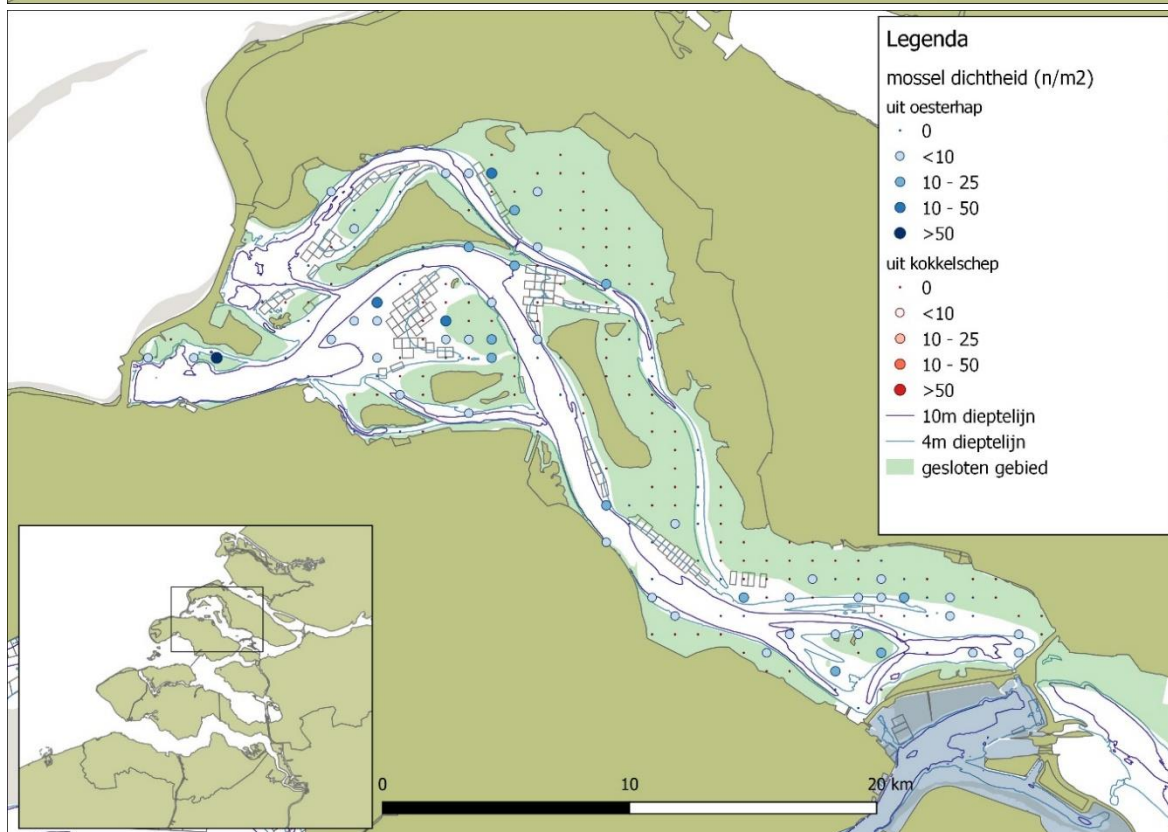 Legenda
mossel dichtheid (n/m2)
uit oesterhap
0
<10
10 - 25
10 - 50
>50
uit kokkelschep
0
<10
10 - 25
10 - 50
>50
10m dieptelijn
4m dieptelijn
gesloten gebied
0
10
20 km